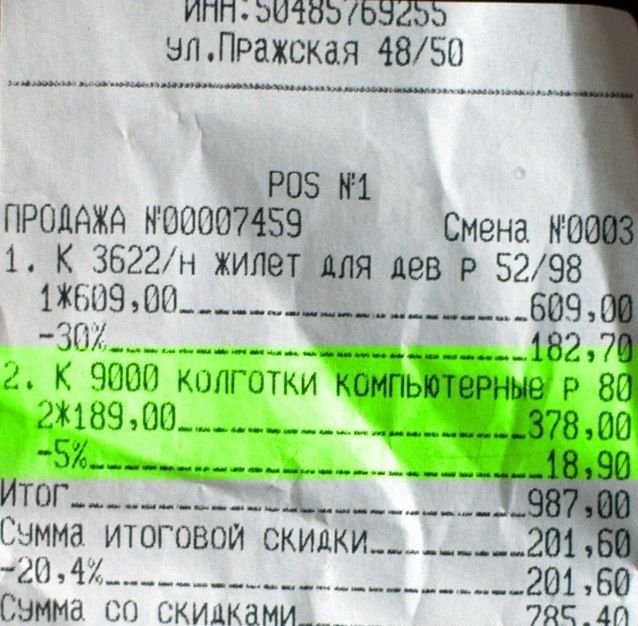 ИНН:50485769255
ул.Пражская 48/50
POS №1
ПРОДАЖА №00007459 Смена №0003
1. К 3622/н жилет для дев р 52/98
1*609,00 609,00
-30% 182,70
2. К 9000 колготки компьютерные р 80
2*189,00 378,00
-5% 18,90
Итог 987,00
Сумма итоговой скидки 201,60
-20,4% 201,60
Сумма со скидками 785,40